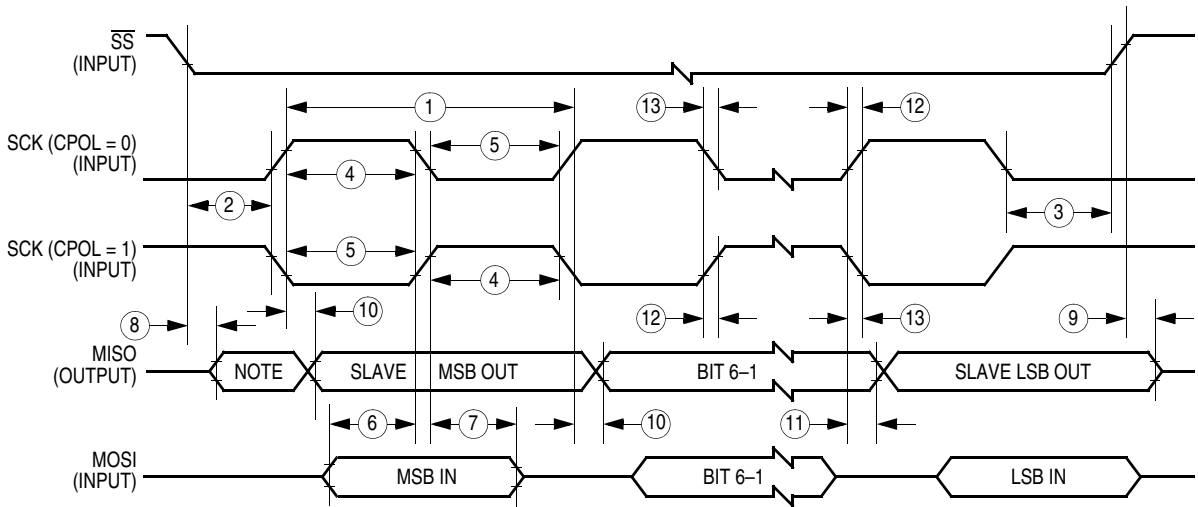 SS
(INPUT)
1
13
12
SCK (CPOL = 0)
(INPUT)
5
4
2
3
SCK (CPOL = 1)
(INPUT)
5
4
8
10
12
13
9
MISO
(OUTPUT)
NOTE
SLAVE MSB OUT
BIT 6–1
SLAVE LSB OUT
6
7
10
11
MOSI
(INPUT)
MSB IN
BIT 6–1
LSB IN